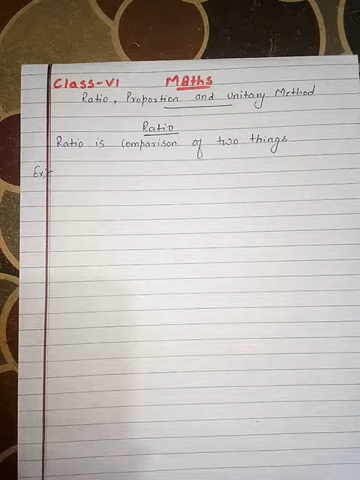 Class-VI Maths
Ratio, Proportion and Unitary Method
Ratio
Ratio is comparison of two things
Ex:-